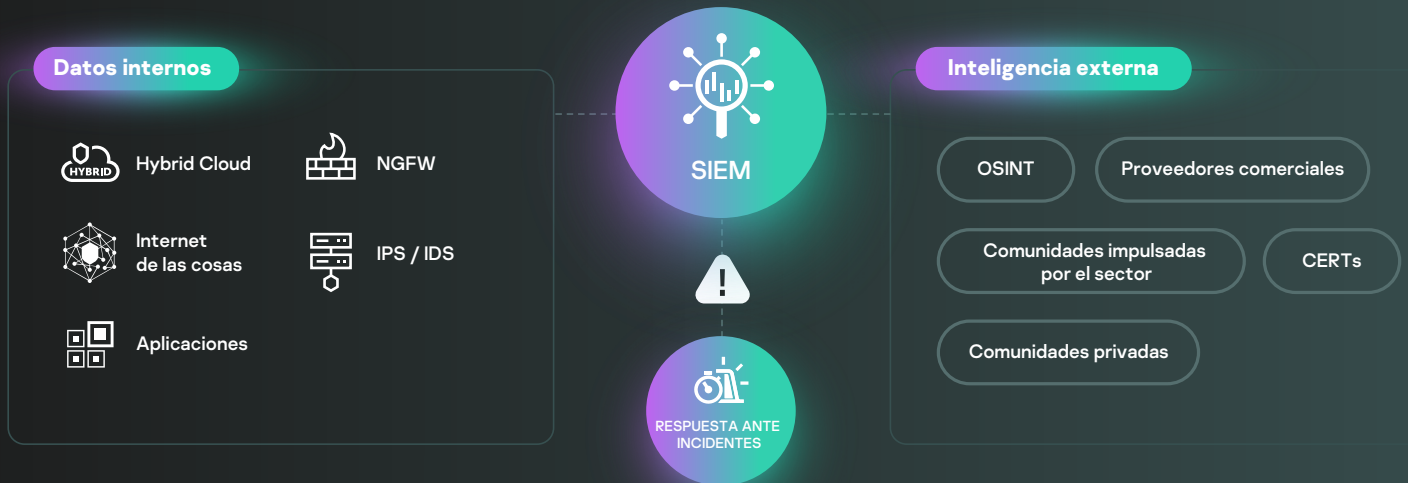 Datos internos
HYBRID
Hybrid Cloud
NGFW
Internet
de las cosas
IPS / IDS
Aplicaciones
SIEM
!
RESPUESTA ANTE
INCIDENTES
Inteligencia externa
OSINT
Proveedores comerciales
Comunidades impulsadas
por el sector
CERTs
Comunidades privadas